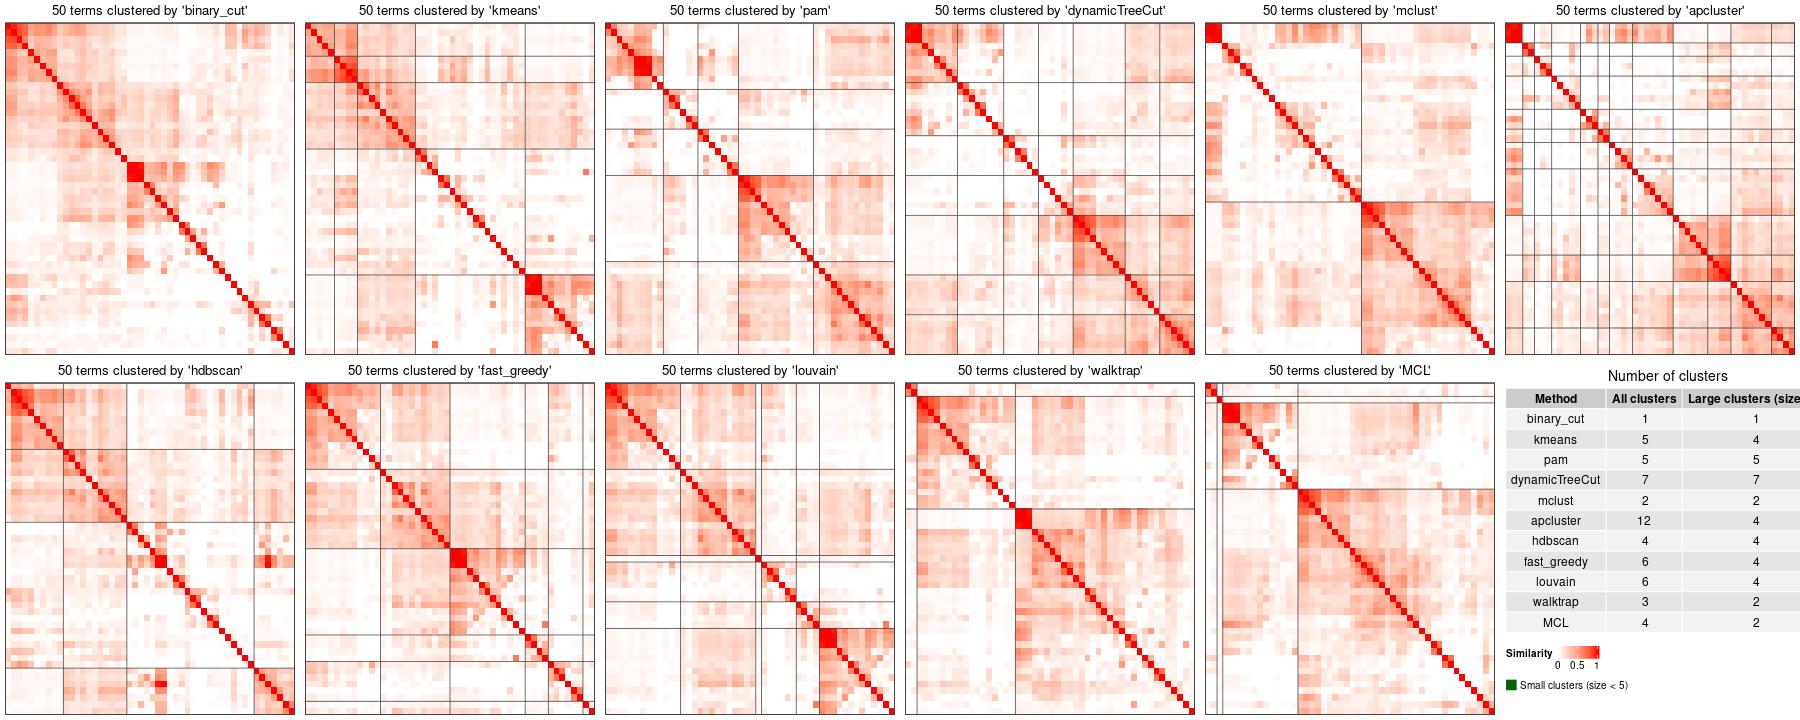 50 terms clustered by 'binary_cut'
50 terms clustered by 'kmeans'
50 terms clustered by 'pam'
50 terms clustered by 'dynamicTreeCut'
50 terms clustered by 'mclust'
50 terms clustered by 'apcluster'
50 terms clustered by 'hdbscan'
50 terms clustered by 'fast_greedy'
50 terms clustered by 'louvain'
50 terms clustered by 'walktrap'
50 terms clustered by 'MCL'
Number of clusters
Method All clusters Large clusters (size
binary_cut 1 1
kmeans 5 4
pam 5 5
dynamicTreeCut 7 7
mclust 2 2
apcluster 12 4
hdbscan 4 4
fast_greedy 6 4
louvain 6 4
walktrap 3 2
MCL 4 2
Similarity
0 0.5 1
Small clusters (size < 5)